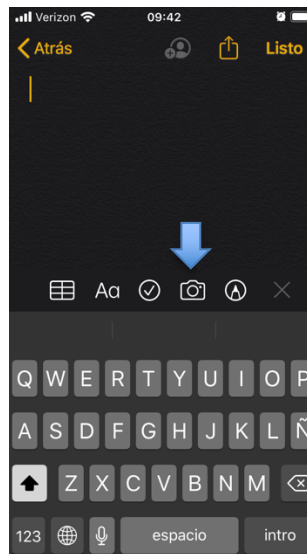 Verizon 09:42
Atrás Listo
Aa
Q W E R T Y U I O P
A S D F G H J K L Ñ
Z X C V B N M
123 espacio intro